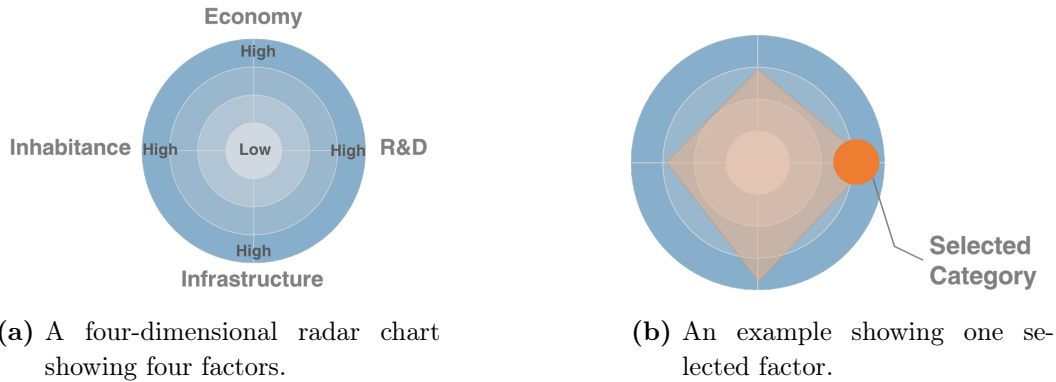 Economy
High
Inhabitance High Low High R&D
High
Infrastructure
Selected
Category
(a) A four-dimensional radar chart
showing four factors.
(b) An example showing one se-
lected factor.